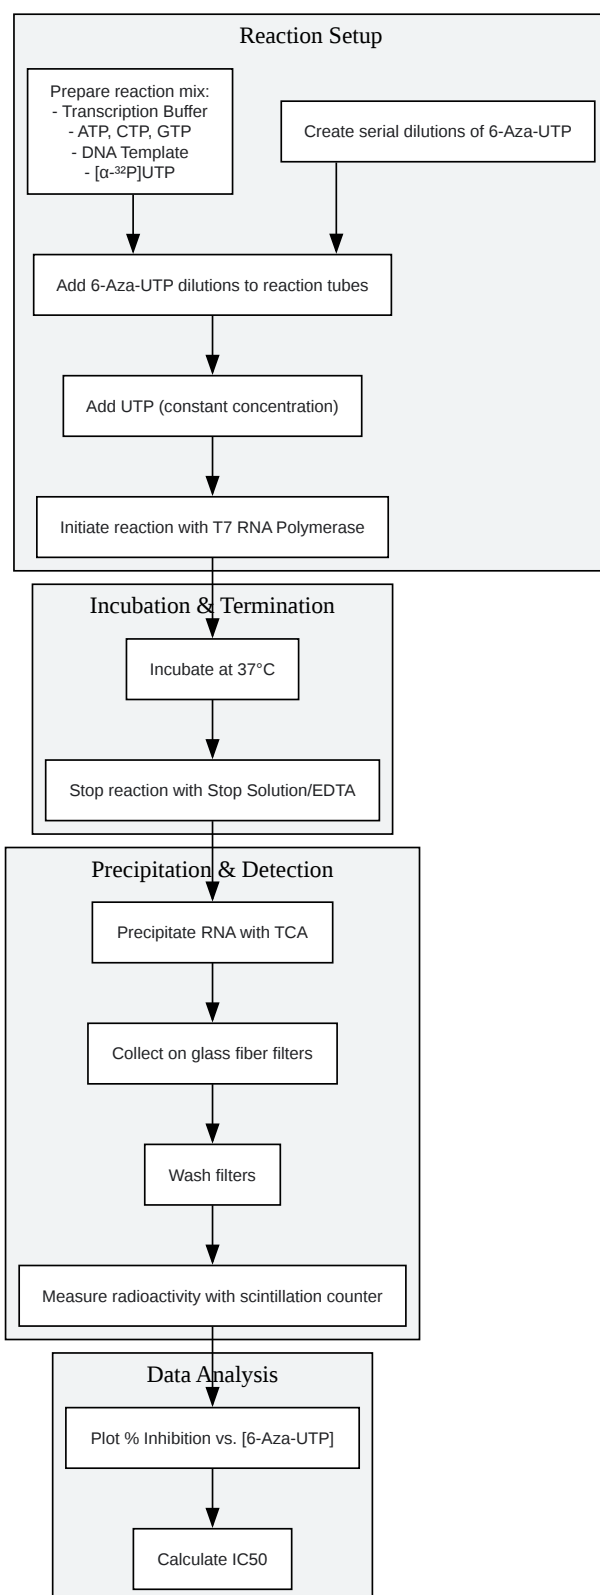 Reaction Setup
Prepare reaction mix:
- Transcription Buffer
- ATP, CTP, GTP
- DNA Template
- [α-³²P]UTP
Create serial dilutions of 6-Aza-UTP
Add 6-Aza-UTP dilutions to reaction tubes
Add UTP (constant concentration)
Initiate reaction with T7 RNA Polymerase
Incubation & Termination
Incubate at 37°C
Stop reaction with Stop Solution/EDTA
Precipitation & Detection
Precipitate RNA with TCA
Collect on glass fiber filters
Wash filters
Measure radioactivity with scintillation counter
Data Analysis
Plot % Inhibition vs. [6-Aza-UTP]
Calculate IC50